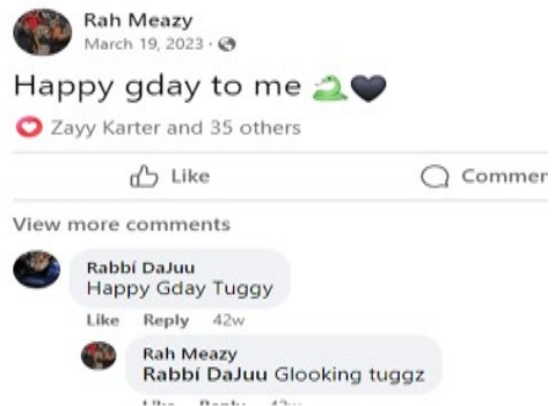 Rah Meazy
March 19, 2023 ·
Happy gday to me 🐍🖤
Zayy Karter and 35 others
Like Commen
View more comments
Rabbí DaJuu
Happy Gday Tuggy
Like Reply 42w
Rah Meazy
Rabbí DaJuu Glooking tuggz